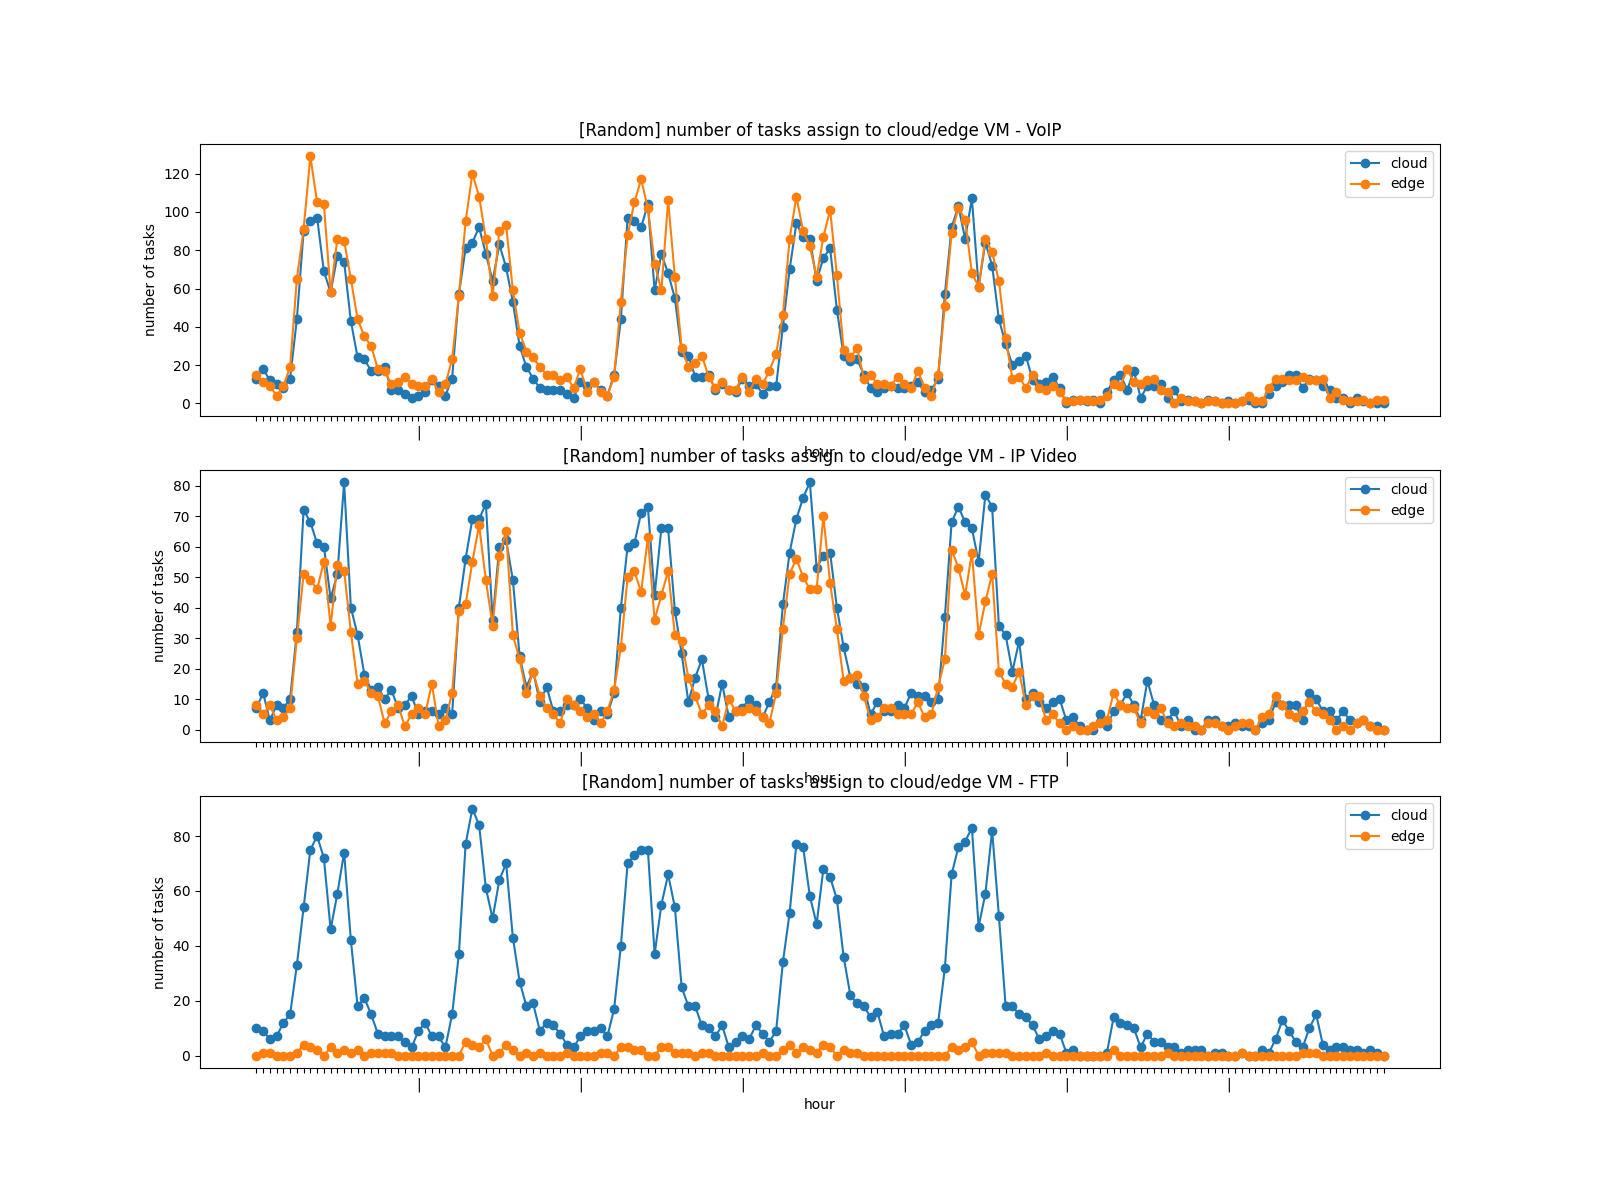 [Random] number of tasks assign to cloud/edge VM - VoIP
cloud
edge
number of tasks
120
100
80
60
40
20
0
hour
[Random] number of tasks assign to cloud/edge VM - IP Video
cloud
edge
number of tasks
80
70
60
50
40
30
20
10
0
hour
[Random] number of tasks assign to cloud/edge VM - FTP
cloud
edge
number of tasks
80
60
40
20
0
hour